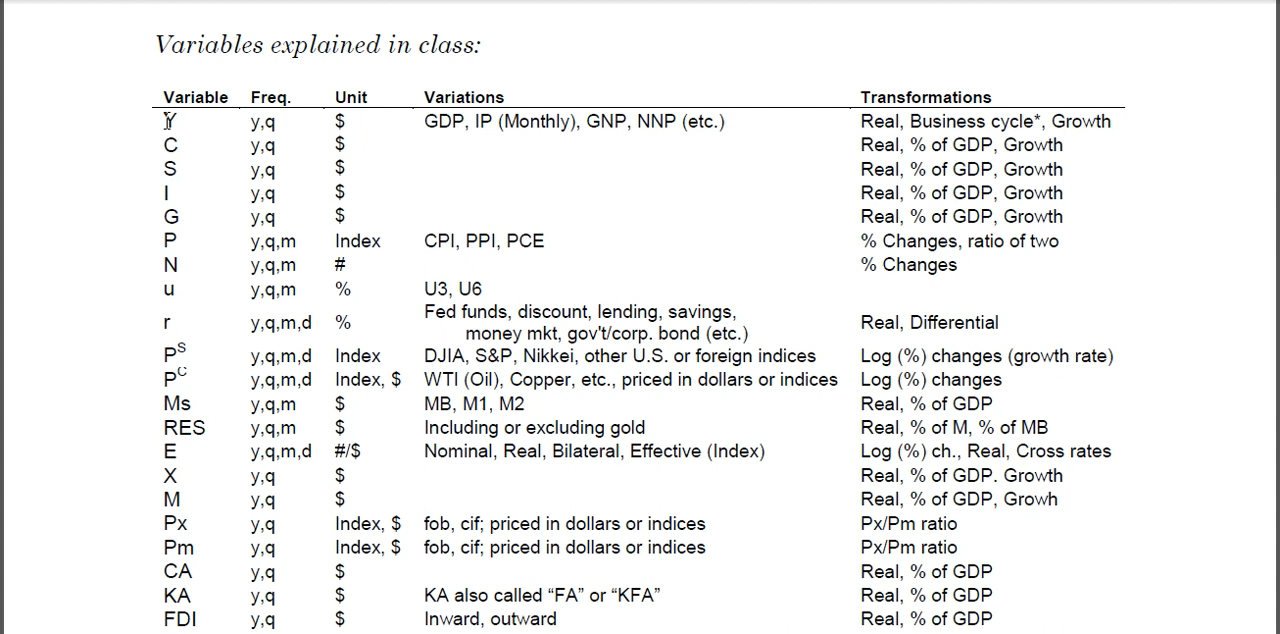 Variables explained in class:
Variable Freq. Unit Variations Transformations
Y y,q $ GDP, IP (Monthly), GNP, NNP (etc.) Real, Business cycle*, Growth
C y,q $ Real, % of GDP, Growth
S y,q $ Real, % of GDP, Growth
I y,q $ Real, % of GDP, Growth
G y,q $ Real, % of GDP, Growth
P y,q,m Index CPI, PPI, PCE % Changes, ratio of two
N y,q,m # % Changes
u y,q,m % U3, U6
r y,q,m,d % Fed funds, discount, lending, savings, Real, Differential
money mkt, gov't/corp. bond (etc.)
P^S y,q,m,d Index DJIA, S&P, Nikkei, other U.S. or foreign indices Log (%) changes (growth rate)
P^C y,q,m,d Index, $ WTI (Oil), Copper, etc., priced in dollars or indices Log (%) changes
Ms y,q,m $ MB, M1, M2 Real, % of GDP
RES y,q,m $ Including or excluding gold Real, % of M, % of MB
E y,q,m,d #/$ Nominal, Real, Bilateral, Effective (Index) Log (%) ch., Real, Cross rates
X y,q $ Real, % of GDP. Growth
M y,q $ Real, % of GDP, Growh
Px y,q Index, $ fob, cif; priced in dollars or indices Px/Pm ratio
Pm y,q Index, $ fob, cif; priced in dollars or indices Px/Pm ratio
CA y,q $ Real, % of GDP
KA y,q $ KA also called “FA” or “KFA” Real, % of GDP
FDI y,q $ Inward, outward Real, % of GDP